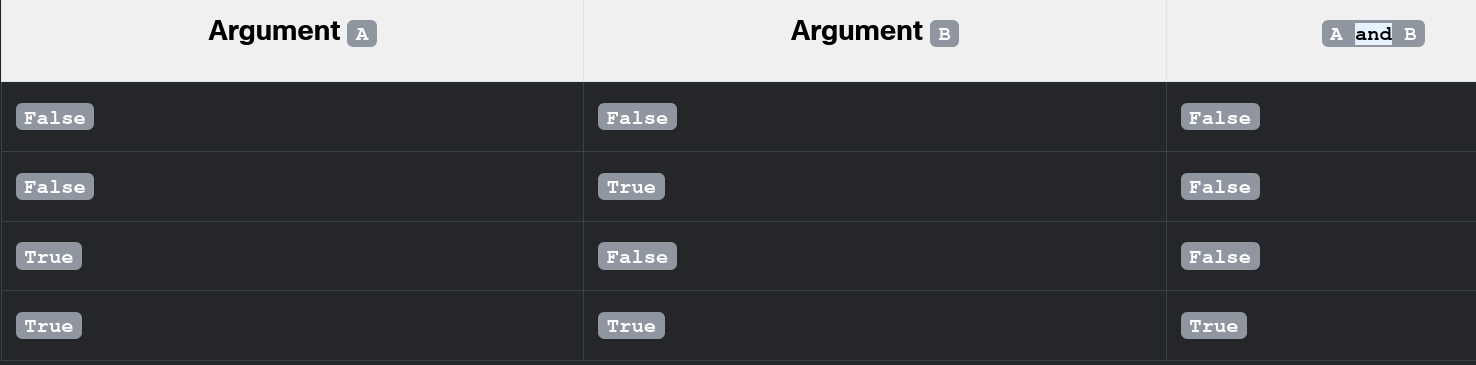 Argument A Argument B A and B
False False False
False True False
True False False
True True True